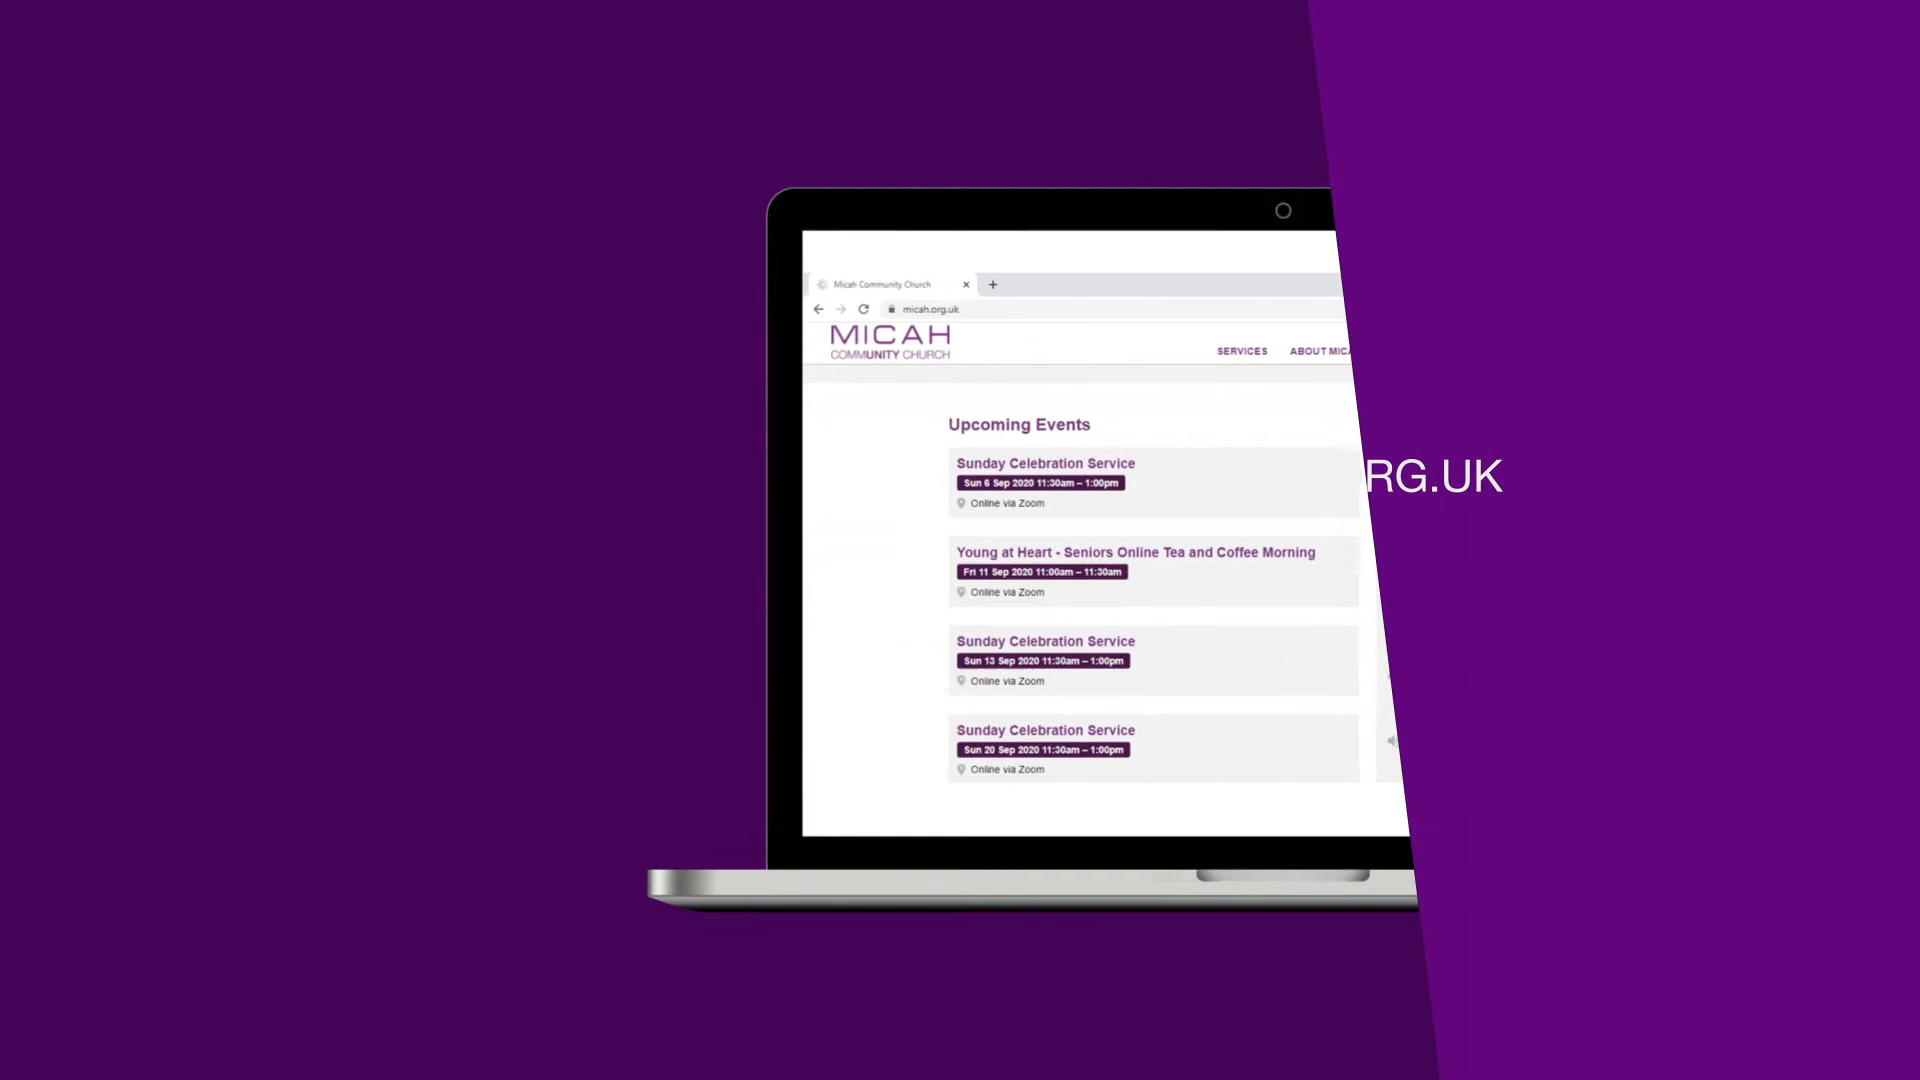 Micah Community Church
micah.org.uk
MICAH
COMMUNITY CHURCH
SERVICES ABOUT
Upcoming Events
Sunday Celebration Service
Sun 6 Sep 2020 11:30am – 1:00pm
Online via Zoom
RG.UK
Young at Heart - Seniors Online Tea and Coffee Morning
Fri 11 Sep 2020 11:00am – 11:30am
Online via Zoom
Sunday Celebration Service
Sun 13 Sep 2020 11:30am – 1:00pm
Online via Zoom
Sunday Celebration Service
Sun 20 Sep 2020 11:30am – 1:00pm
Online via Zoom